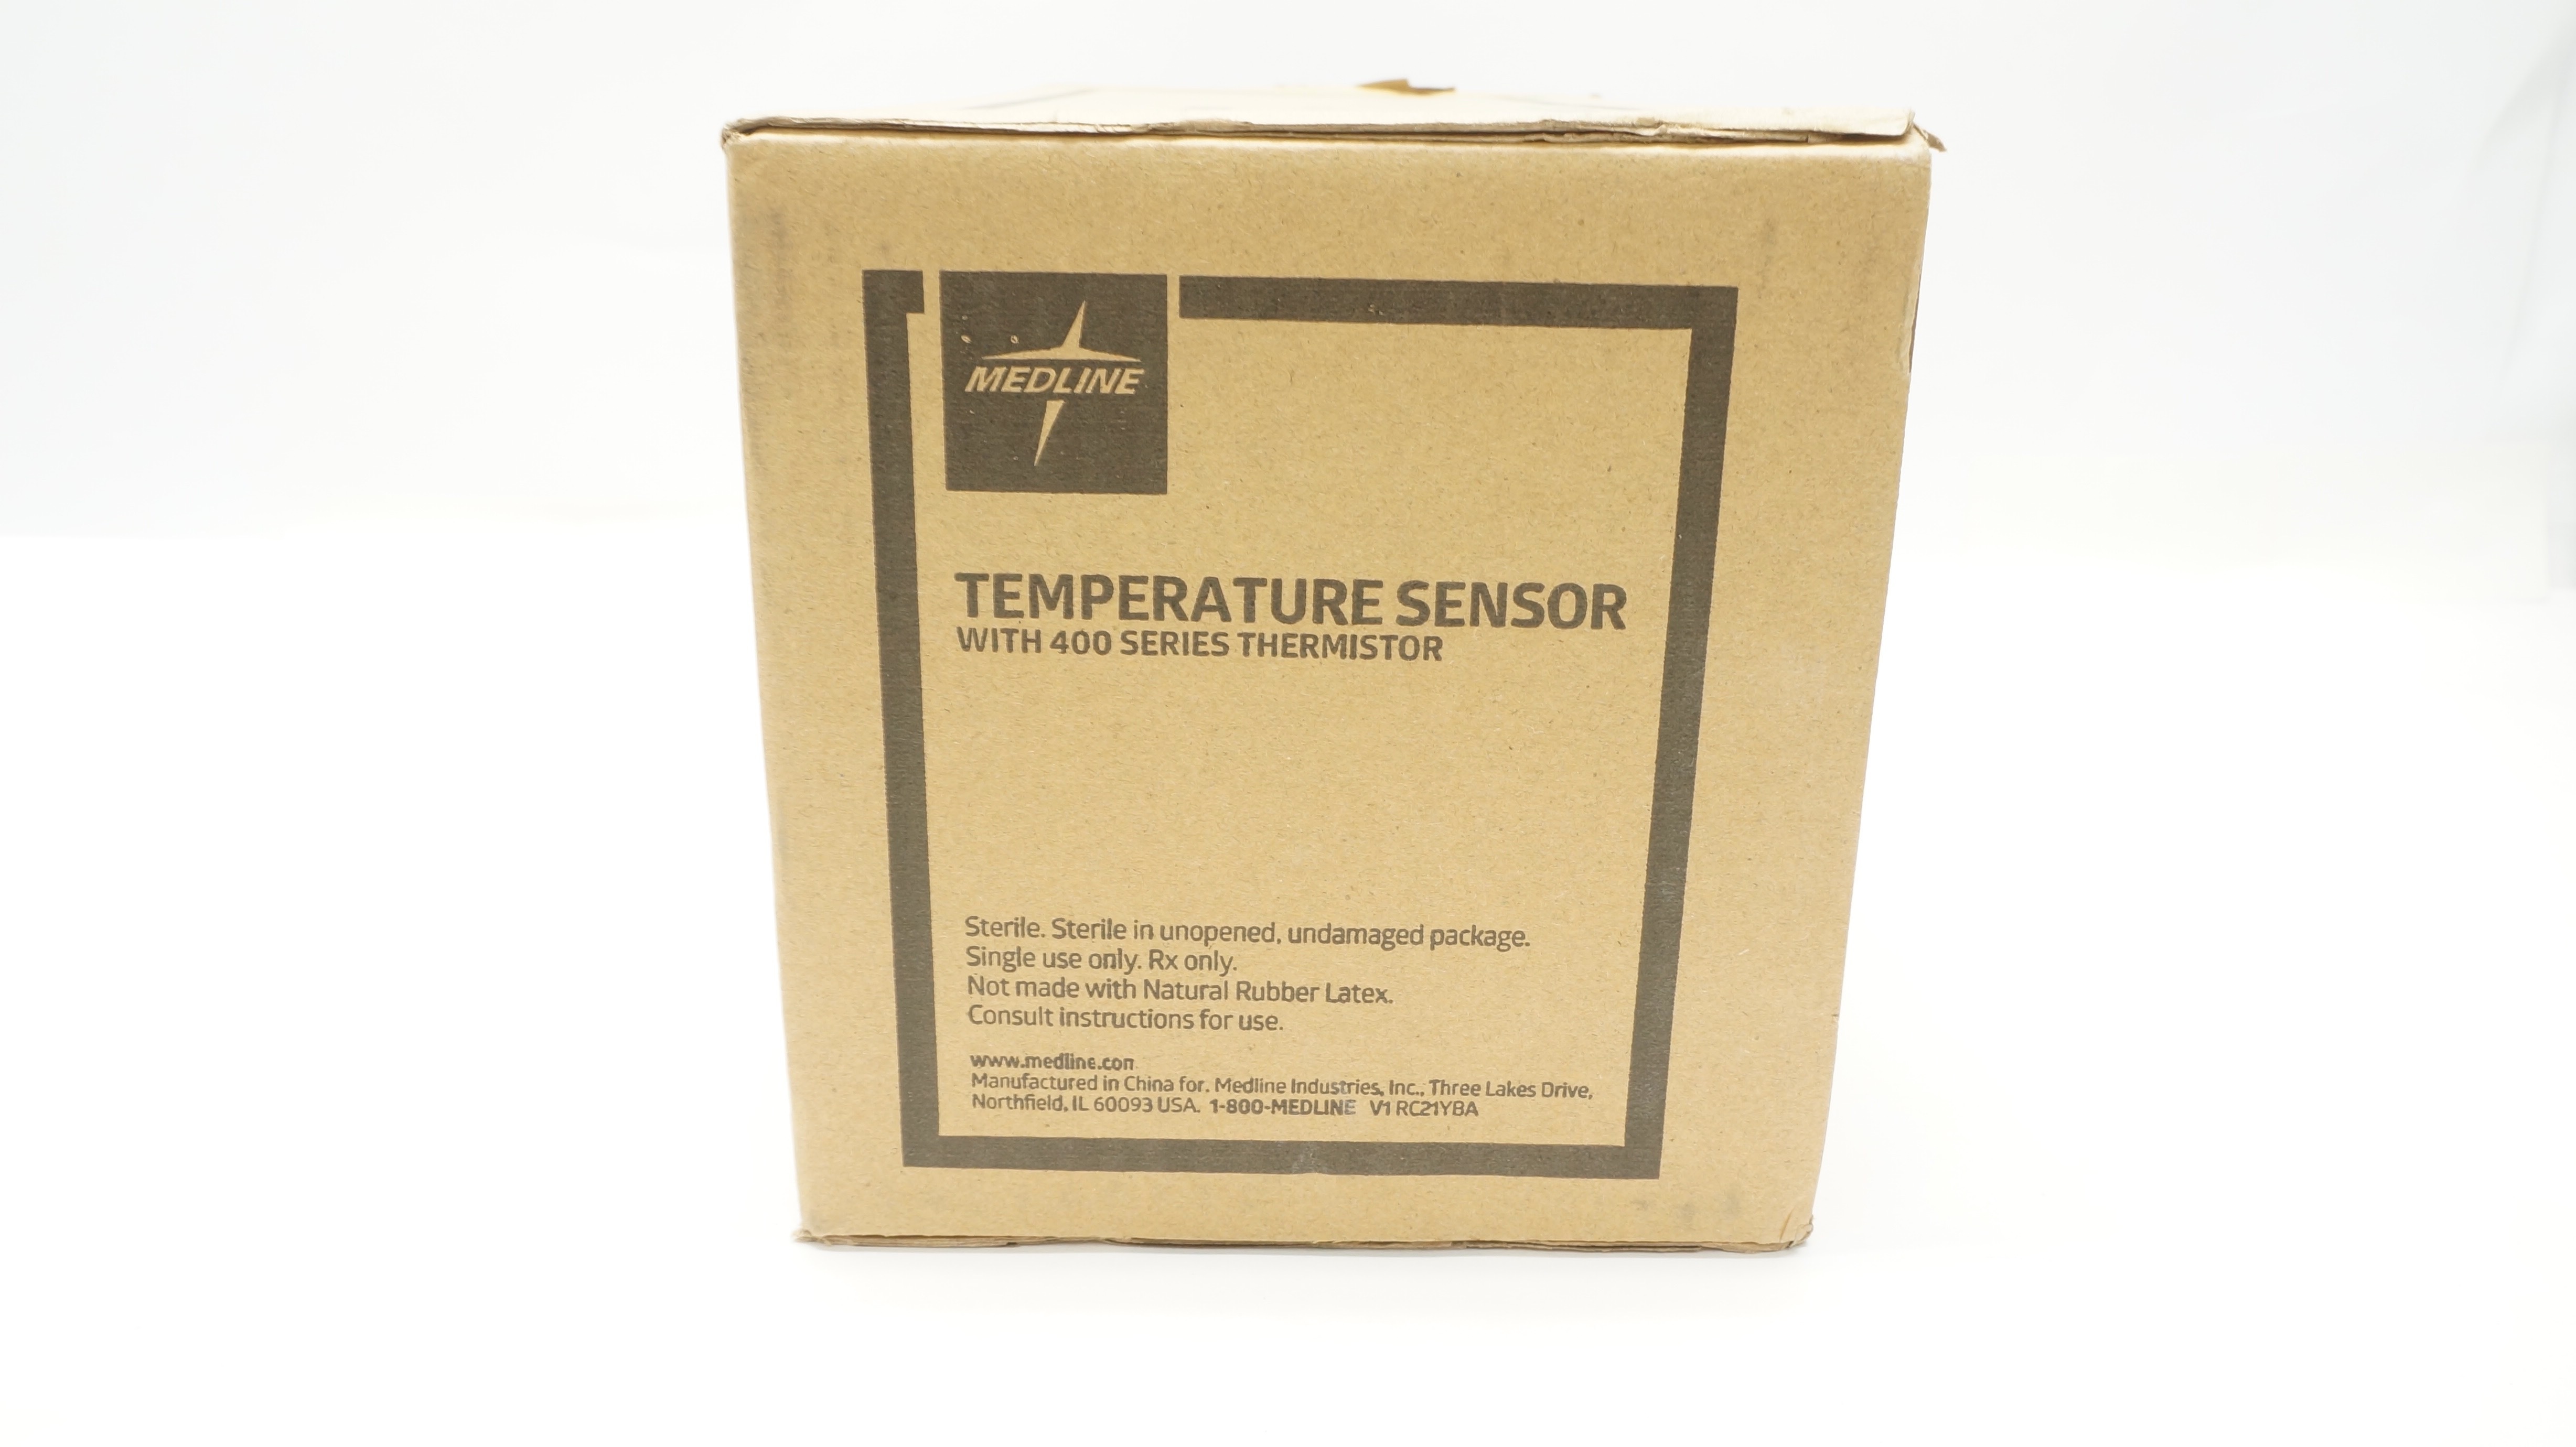 MEDLINE
TEMPERATURE SENSOR
WITH 400 SERIES THERMISTOR
Sterile. Sterile in unopened, undamaged package.
Single use only. Rx only.
Not made with Natural Rubber Latex.
Consult instructions for use.
www.medline.com
Manufactured in China for. Medline Industries, Inc., Three Lakes Drive,
Northfield, IL 60093 USA. 1-800-MEDLINE V1 RC21YBA